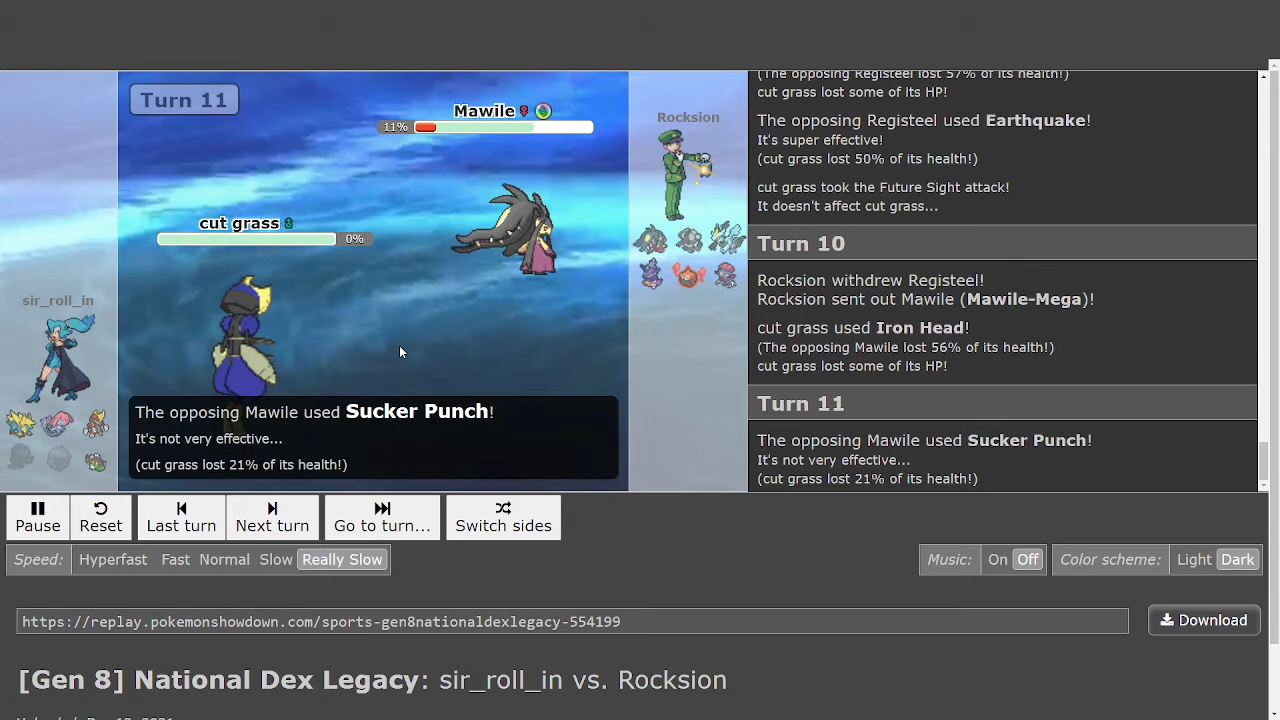 Turn 11
Mawile
11%
cut grass
0%
sir_roll_in
Rocksion
The opposing Mawile used Sucker Punch!
It's not very effective...
(cut grass lost 21% of its health!)
(The opposing Registeel lost 57% of its health!)
cut grass lost some of its HP!
The opposing Registeel used Earthquake!
It's super effective!
(cut grass lost 50% of its health!)
cut grass took the Future Sight attack!
It doesn't affect cut grass...
Turn 10
Rocksion withdrew Registeel!
Rocksion sent out Mawile (Mawile-Mega)!
cut grass used Iron Head!
(The opposing Mawile lost 56% of its health!)
cut grass lost some of its HP!
Turn 11
The opposing Mawile used Sucker Punch!
It's not very effective...
(cut grass lost 21% of its health!)
Pause Reset Last turn Next turn Go to turn... Switch sides
Speed: Hyperfast Fast Normal Slow Really Slow Music: On Off Color scheme: Light Dark
https://replay.pokemonshowdown.com/sports-gen8nationaldexlegacy-554199 Download
[Gen 8] National Dex Legacy: sir_roll_in vs. Rocksion